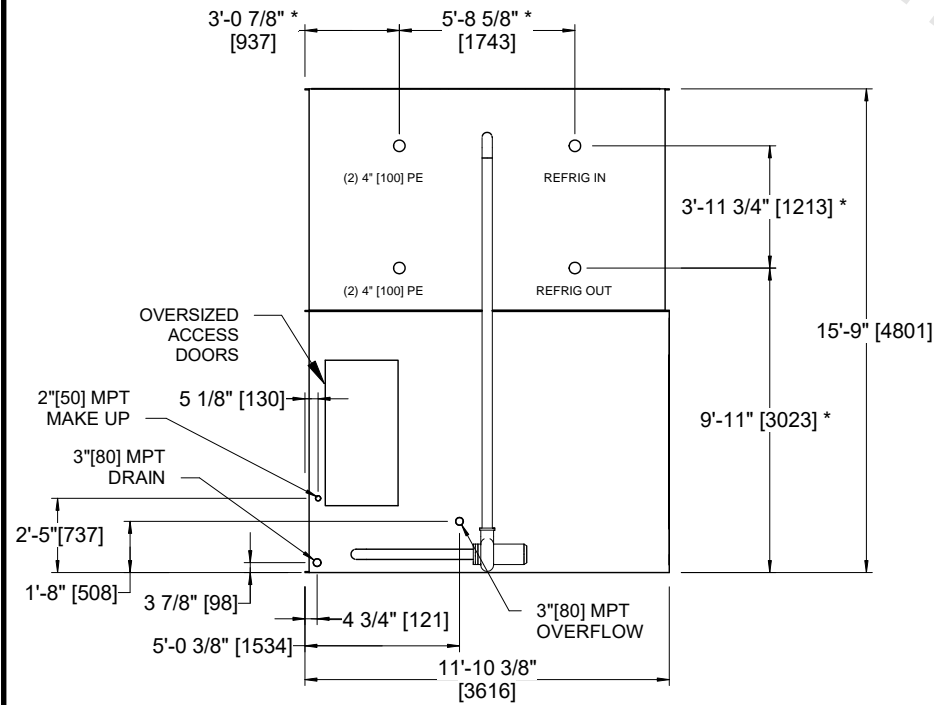 3'-0 7/8" *
[937]
5'-8 5/8" *
[1743]
(2) 4" [100] PE
REFRIG IN
3'-11 3/4" [1213] *
(2) 4" [100] PE
REFRIG OUT
OVERSIZED
ACCESS
DOORS
15'-9" [4801]
5 1/8" [130]
2"[50] MPT
MAKE UP
9'-11" [3023] *
3"[80] MPT
DRAIN
2'-5"[737]
1'-8" [508]
3 7/8" [98]
4 3/4" [121]
3"[80] MPT
OVERFLOW
5'-0 3/8" [1534]
11'-10 3/8"
[3616]